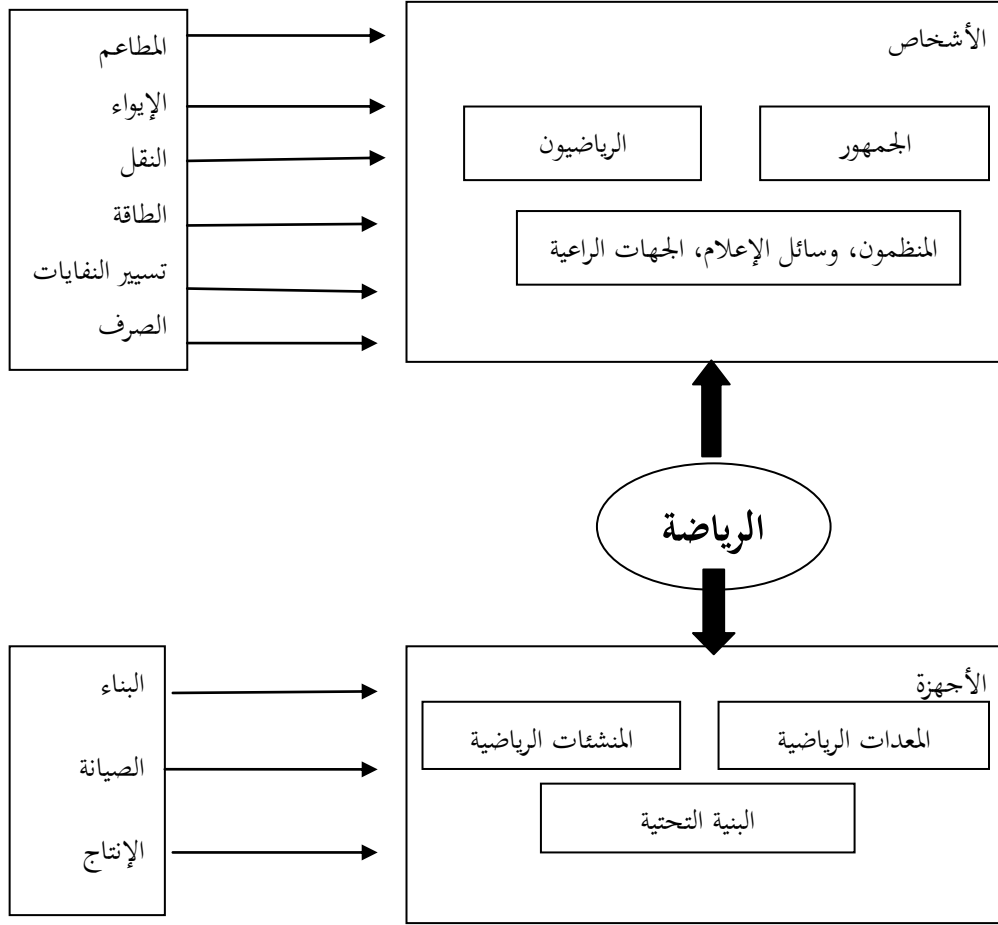 الأشخاص
الجمهور
الرياضيون
المنظمون، وسائل الإعلام، الجهات الراعية
المطاعم
الإيواء
النقل
الطاقة
تسيير النفايات
الصرف
الرياضة
الأجهزة
المعدات الرياضية
المنشئات الرياضية
البنية التحتية
البناء
الصيانة
الإنتاج